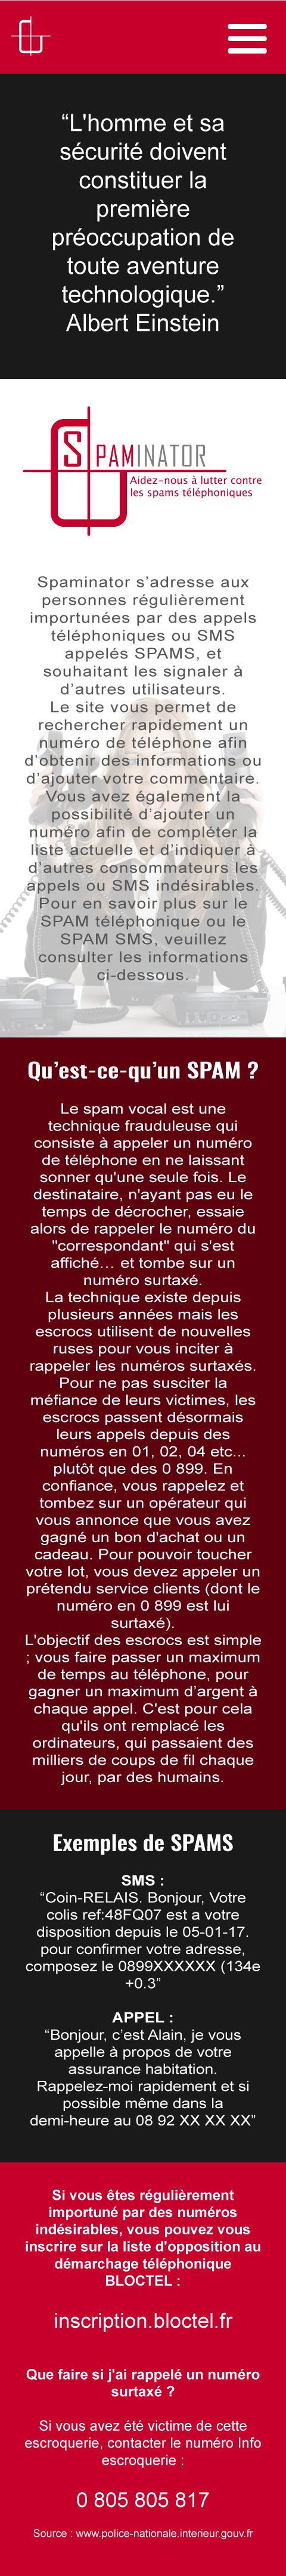 “L'homme et sa
sécurité doivent
constituer la
première
préoccupation de
toute aventure
technologique.”
Albert Einstein
SPAMINATOR
Aidez-nous à lutter contre
les spams téléphoniques
Spaminator s’adresse aux
personnes régulièrement
importunées par des appels
téléphoniques ou SMS
appelés SPAMS, et
souhaitant les signaler à
d’autres utilisateurs.
Le site vous permet de
rechercher rapidement un
numéro de téléphone afin
d’obtenir des informations ou
d’ajouter votre commentaire.
Vous avez également la
possibilité d’ajouter un
numéro afin de compléter la
liste actuelle et d’indiquer à
d’autres consommateurs les
appels ou SMS indésirables.
Pour en savoir plus sur le
SPAM téléphonique ou le
SPAM SMS, veuillez
consulter les informations
ci-dessous.
Qu’est-ce-qu’un SPAM ?
Le spam vocal est une
technique frauduleuse qui
consiste à appeler un numéro
de téléphone en ne laissant
sonner qu'une seule fois. Le
destinataire, n'ayant pas eu le
temps de décrocher, essaie
alors de rappeler le numéro du
"correspondant" qui s'est
affiché… et tombe sur un
numéro surtaxé.
La technique existe depuis
plusieurs années mais les
escrocs utilisent de nouvelles
ruses pour vous inciter à
rappeler les numéros surtaxés.
Pour ne pas susciter la
méfiance de leurs victimes, les
escrocs passent désormais
leurs appels depuis des
numéros en 01, 02, 04 etc...
plutôt que des 0 899. En
confiance, vous rappelez et
tombez sur un opérateur qui
vous annonce que vous avez
gagné un bon d'achat ou un
cadeau. Pour pouvoir toucher
votre lot, vous devez appeler un
prétendu service clients (dont le
numéro en 0 899 est lui
surtaxé).
L'objectif des escrocs est simple
; vous faire passer un maximum
de temps au téléphone, pour
gagner un maximum d’argent à
chaque appel. C'est pour cela
qu'ils ont remplacé les
ordinateurs, qui passaient des
milliers de coups de fil chaque
jour, par des humains.
Exemples de SPAMS
SMS :
“Coin-RELAIS. Bonjour, Votre
colis ref:48FQ07 est a votre
disposition depuis le 05-01-17.
pour confirmer votre adresse,
composez le 0899XXXXXX (134e
+0.3”
APPEL :
“Bonjour, c’est Alain, je vous
appelle à propos de votre
assurance habitation.
Rappelez-moi rapidement et si
possible même dans la
demi-heure au 08 92 XX XX XX”
Si vous êtes régulièrement
importuné par des numéros
indésirables, vous pouvez vous
inscrire sur la liste d'opposition au
démarchage téléphonique
BLOCTEL :
inscription.bloctel.fr
Que faire si j'ai rappelé un numéro
surtaxé ?
Si vous avez été victime de cette
escroquerie, contacter le numéro Info
escroquerie :
0 805 805 817
Source : www.police-nationale.interieur.gouv.fr